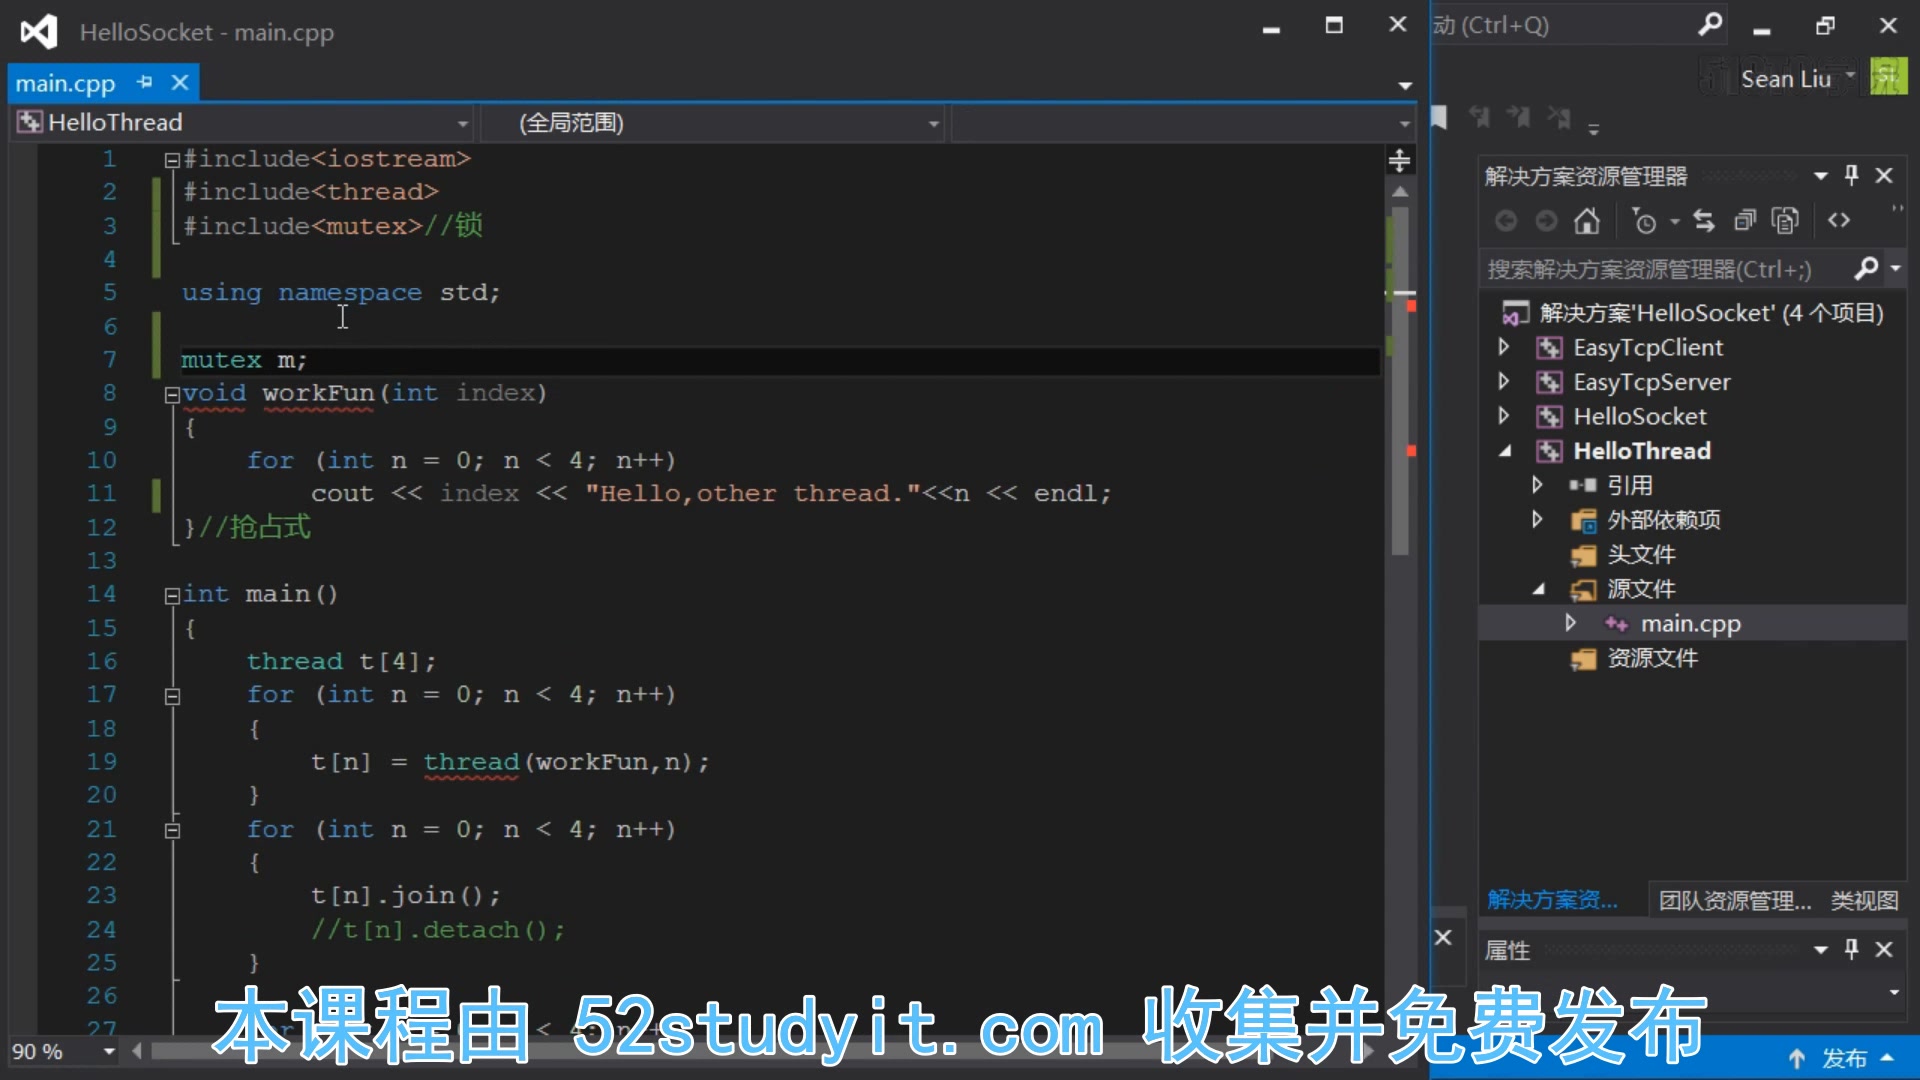 HelloSocket - main.cpp
动 (Ctrl+Q)
main.cpp
Sean Liu
HelloThread
(全局范围)
1 #include<iostream>
2 #include<thread>
3 #include<mutex>//锁
4
5 using namespace std;
6
7 mutex m;
8 void workFun(int index)
9 {
10 for (int n = 0; n < 4; n++)
11 cout << index << "Hello,other thread."<<n << endl;
12 }//抢占式
13
14 int main()
15 {
16 thread t[4];
17 for (int n = 0; n < 4; n++)
18 {
19 t[n] = thread(workFun,n);
20 }
21 for (int n = 0; n < 4; n++)
22 {
23 t[n].join();
24 //t[n].detach();
25 }
26
27
90 %
解决方案资源管理器
搜索解决方案资源管理器(Ctrl+;)
解决方案'HelloSocket' (4 个项目)
EasyTcpClient
EasyTcpServer
HelloSocket
HelloThread
引用
外部依赖项
头文件
源文件
main.cpp
资源文件
解决方案资... 团队资源管理... 类视图
属性
本课程由 52studyit.com 收集并免费发布
发布